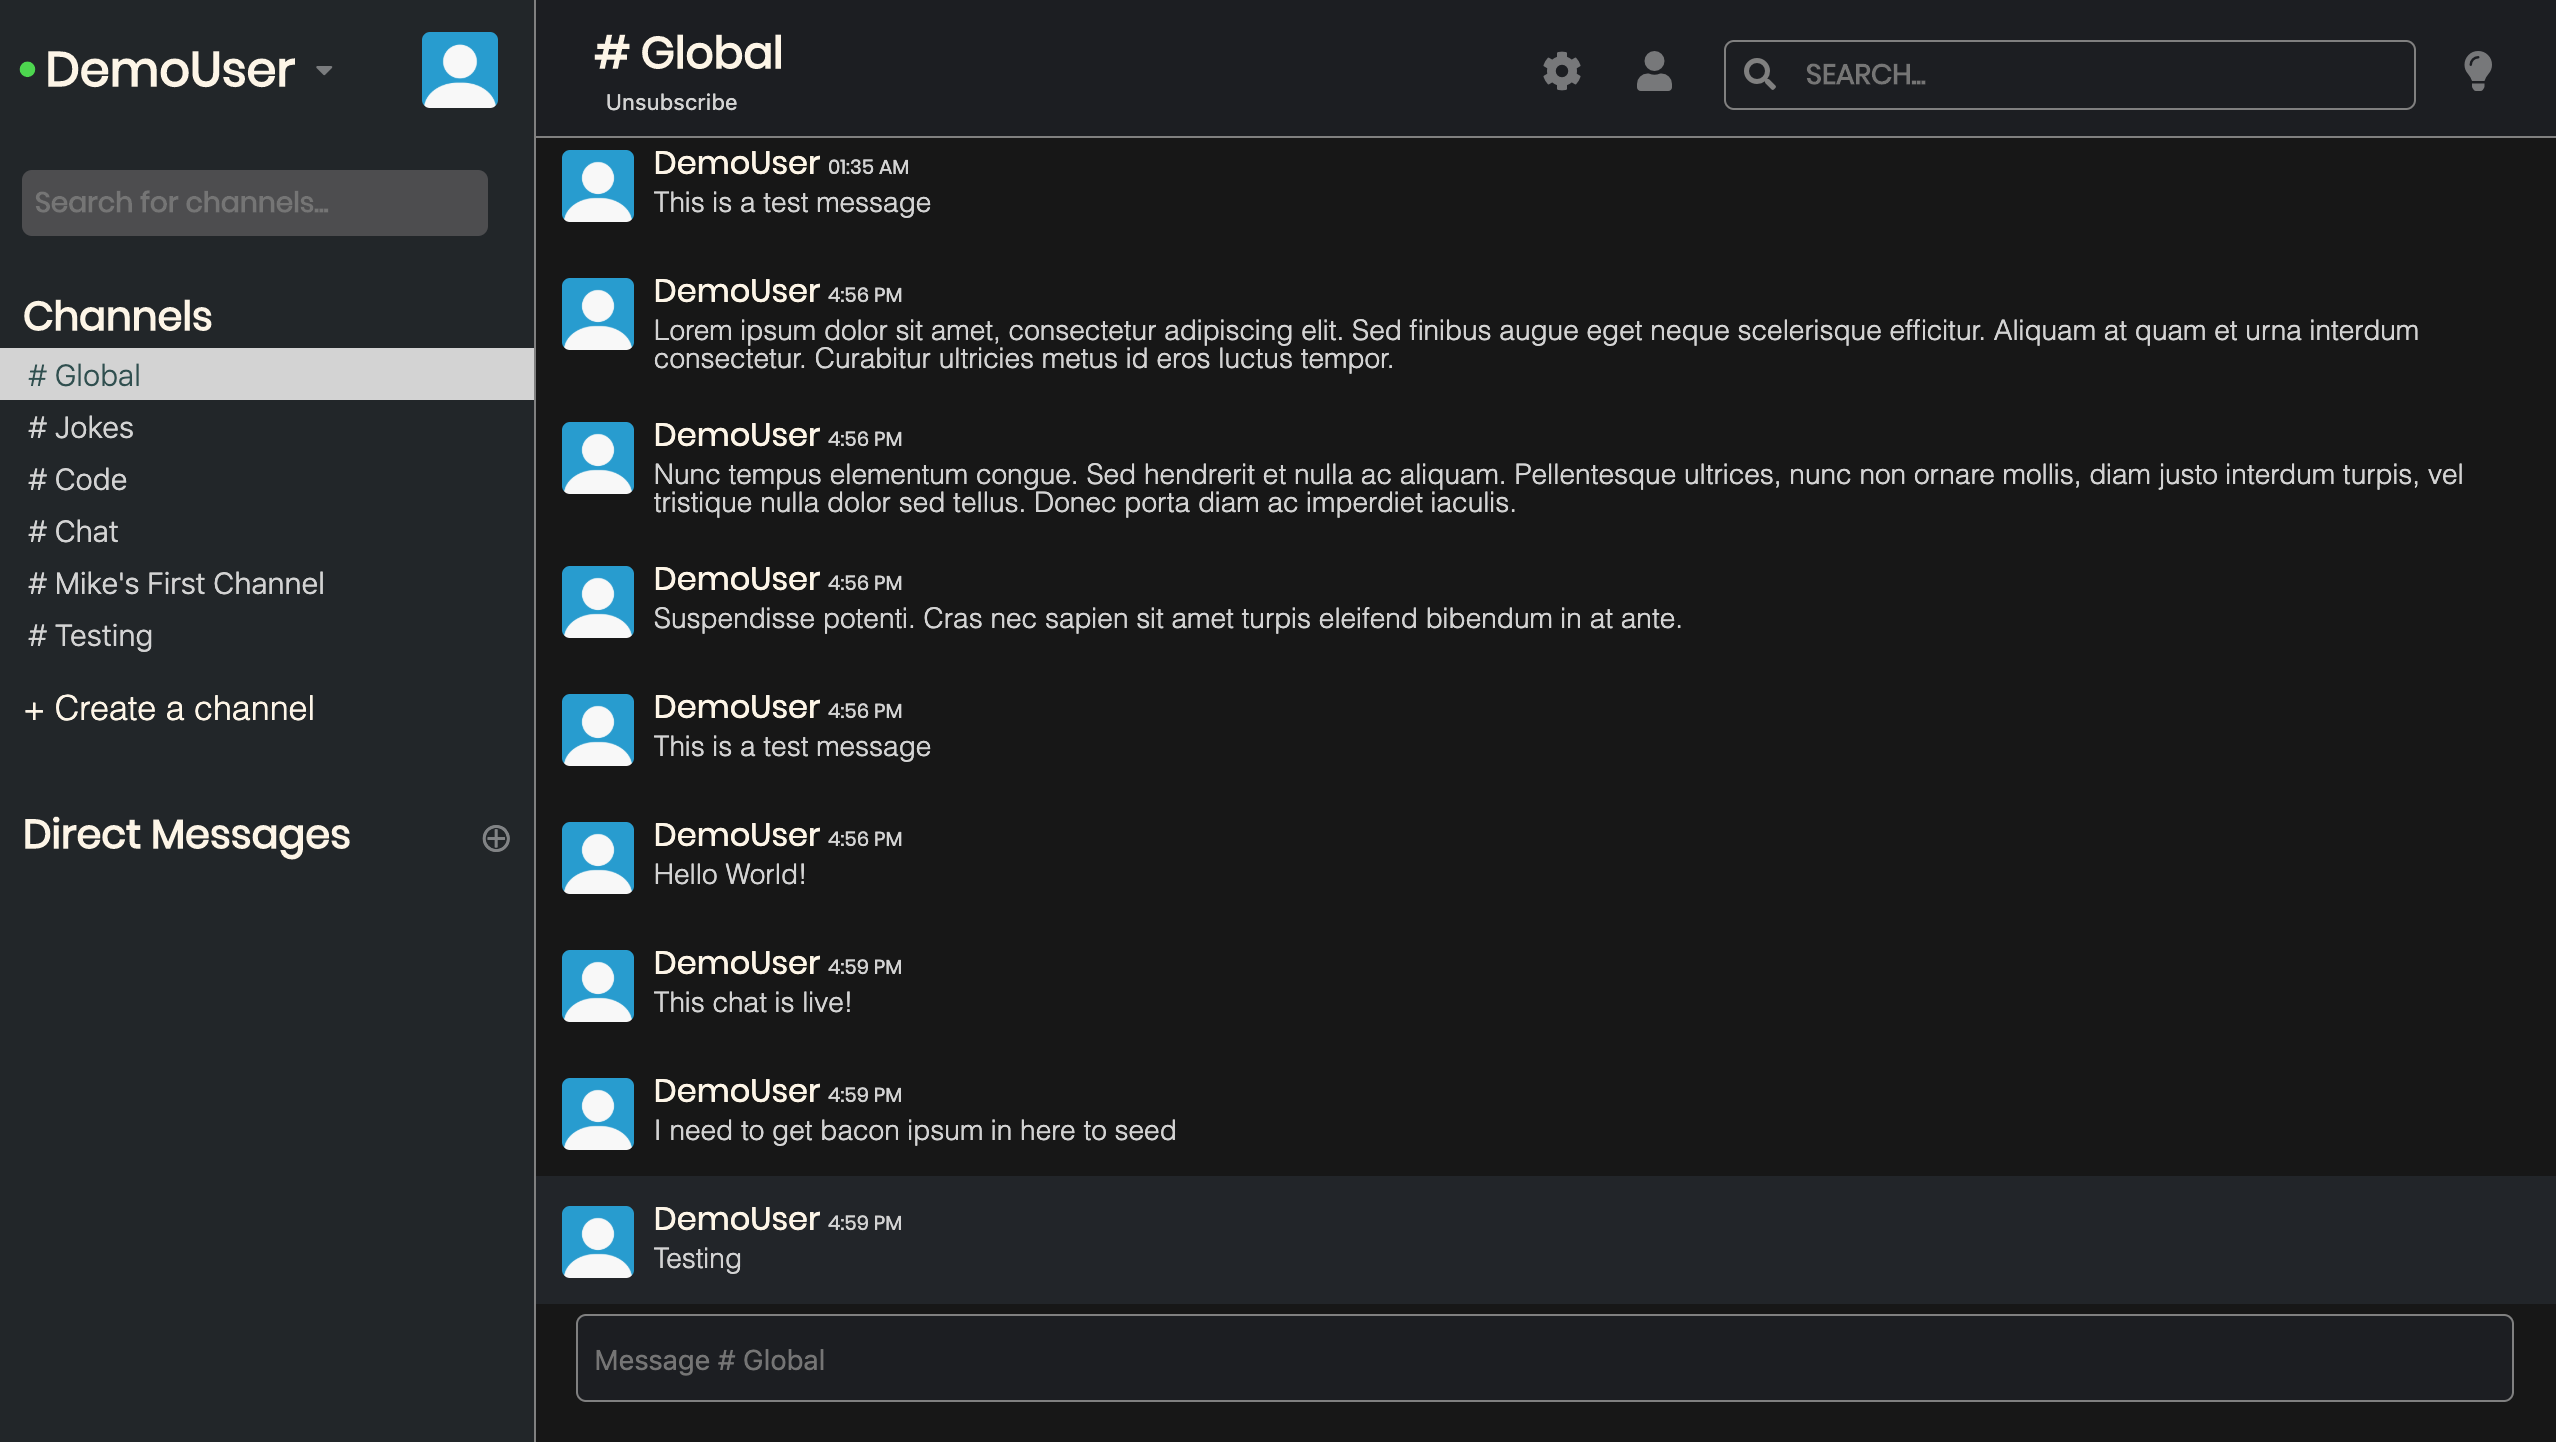 DemoUser
Search for channels...
Channels
# Global
# Jokes
# Code
# Chat
# Mike's First Channel
# Testing
+ Create a channel
Direct Messages
# Global
Unsubscribe
SEARCH...
DemoUser 01:35 AM
This is a test message
DemoUser 4:56 PM
Lorem ipsum dolor sit amet, consectetur adipiscing elit. Sed finibus augue eget neque scelerisque efficitur. Aliquam at quam et urna interdum
consectetur. Curabitur ultricies metus id eros luctus tempor.
DemoUser 4:56 PM
Nunc tempus elementum congue. Sed hendrerit et nulla ac aliquam. Pellentesque ultrices, nunc non ornare mollis, diam justo interdum turpis, vel
tristique nulla dolor sed tellus. Donec porta diam ac imperdiet iaculis.
DemoUser 4:56 PM
Suspendisse potenti. Cras nec sapien sit amet turpis eleifend bibendum in at ante.
DemoUser 4:56 PM
This is a test message
DemoUser 4:56 PM
Hello World!
DemoUser 4:59 PM
This chat is live!
DemoUser 4:59 PM
I need to get bacon ipsum in here to seed
DemoUser 4:59 PM
Testing
Message # Global